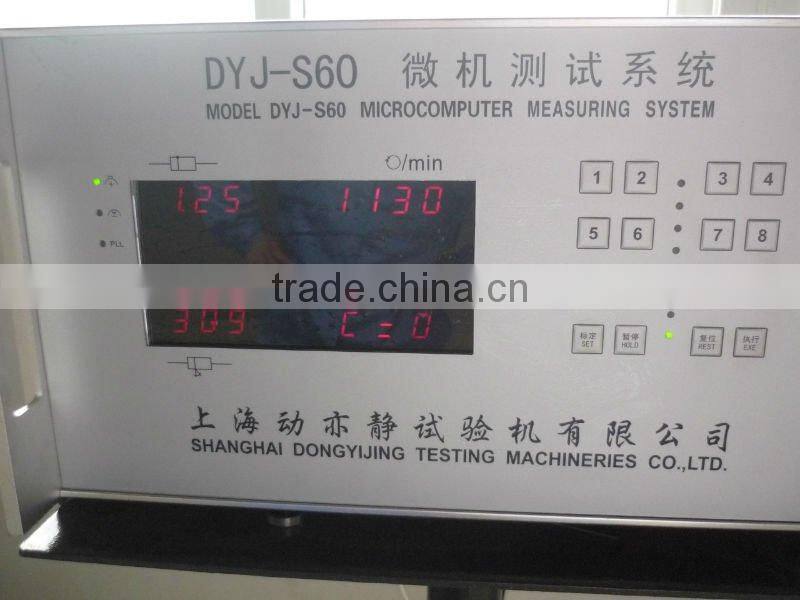 DYJ-S60 微机测试系统
MODEL DYJ-S60 MICROCOMPUTER MEASURING SYSTEM
/min
1.25 1130
1 2 3 4
PLL
5 6 7 8
trade.china.cn
309 C=0
标定 SET 暂停 HOLD 复位 REST 执行 EXE
上海动亦静试验机有限公司
SHANGHAI DONGYIJING TESTING MACHINERIES CO.,LTD.